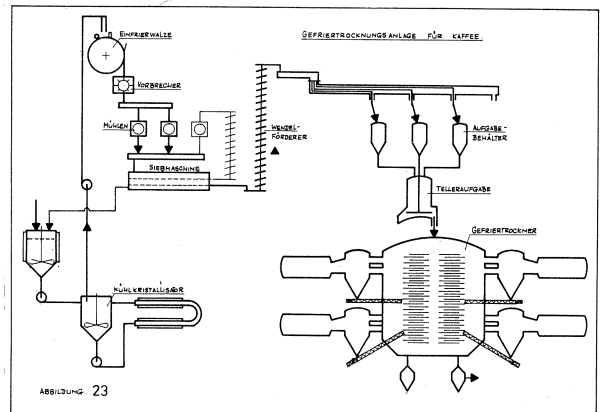 EINFRIERWALZE
GEFRIERTROCKNUNGSANLAGE FÜR KAFFEE
VORBRECHER
MÜHLEN
WENDEL-
FÖRDERER
AUFGABE-
BEHÄLTER
SIEBMASCHINE
TELLERAUFGABE
GEFRIERTROCKNER
KÜHLKRISTALLISATOR
ABBILDUNG 23